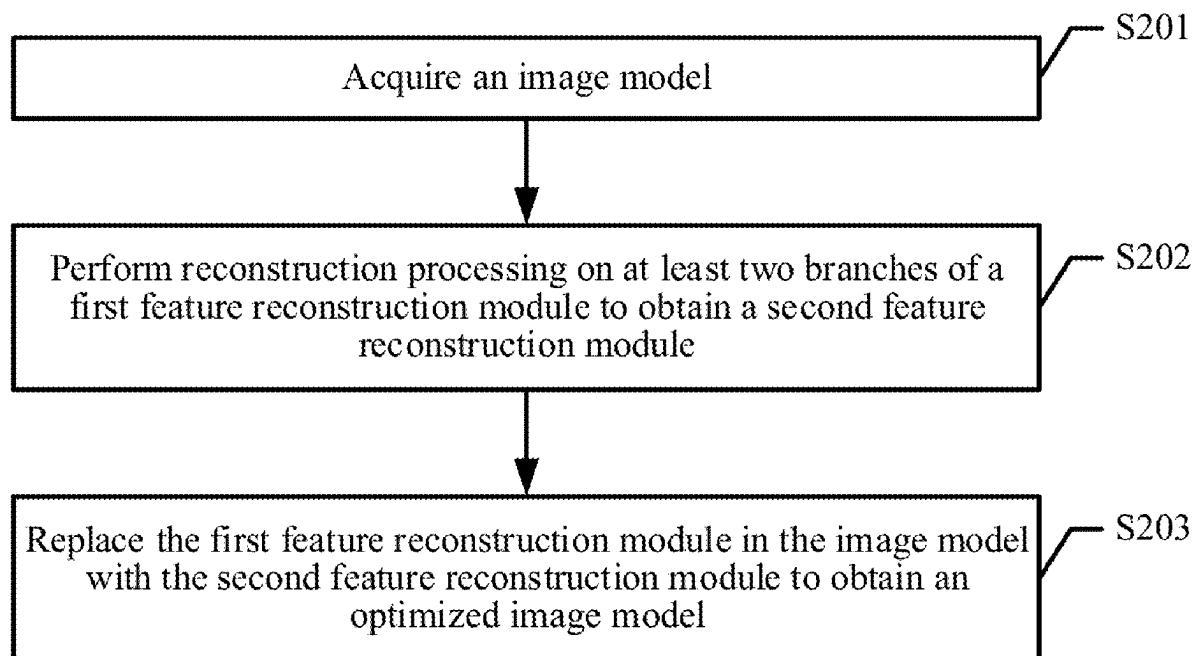 S201
Acquire an image model
S202
Perform reconstruction processing on at least two branches of a
first feature reconstruction module to obtain a second feature
reconstruction module
S203
Replace the first feature reconstruction module in the image model
with the second feature reconstruction module to obtain an
optimized image model